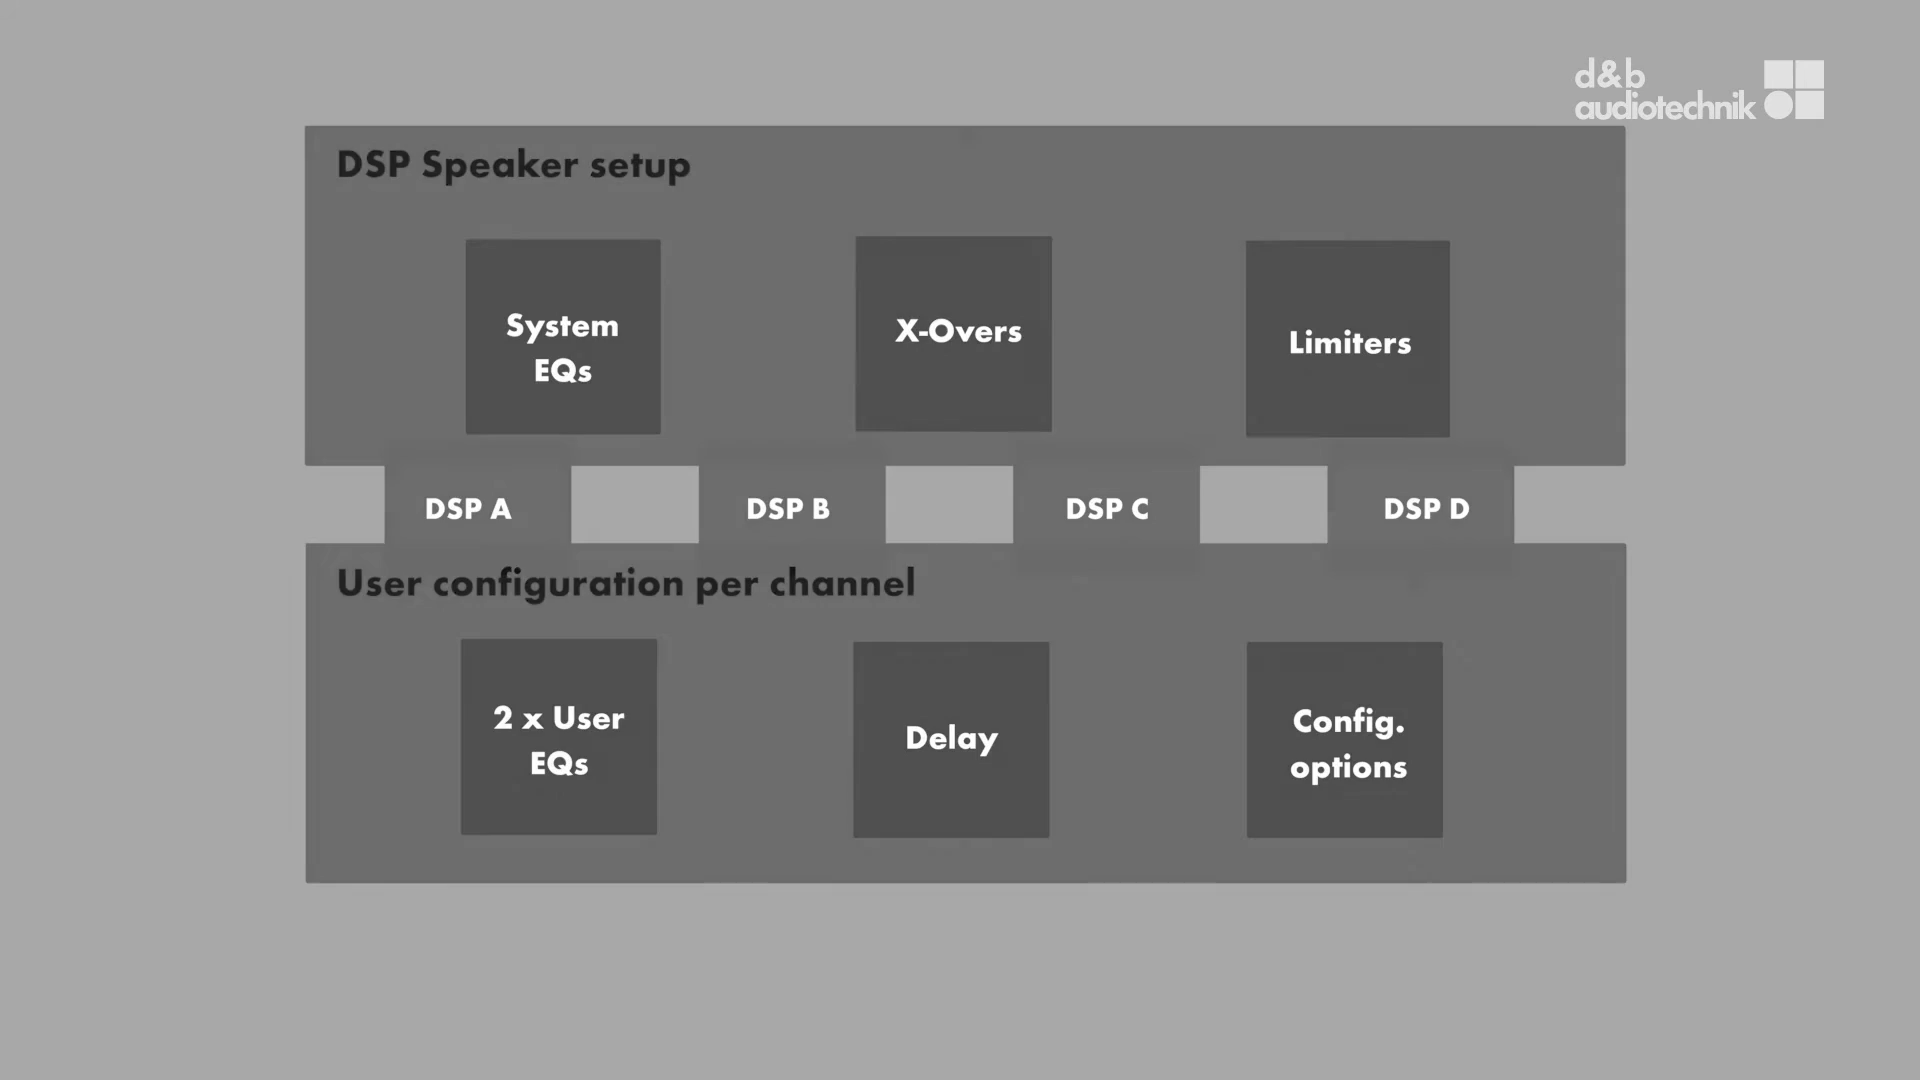 d&b
audiotechnik
DSP Speaker setup
System
EQs
X-Overs
Limiters
DSP A
DSP B
DSP C
DSP D
User configuration per channel
2 x User
EQs
Delay
Config.
options